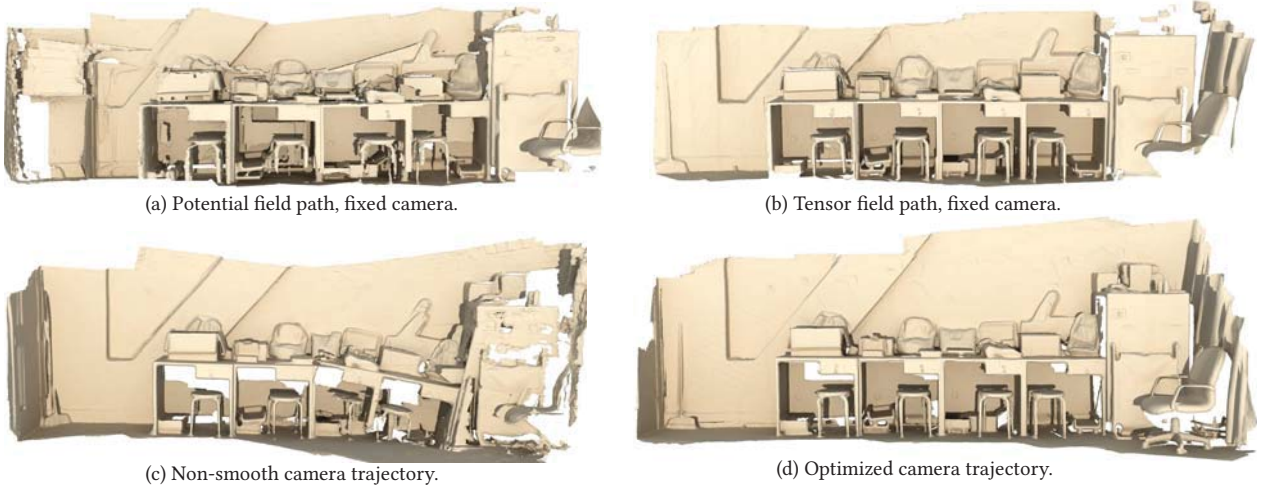 (a) Potential field path, fixed camera.
(b) Tensor field path, fixed camera.
(c) Non-smooth camera trajectory.
(d) Optimized camera trajectory.